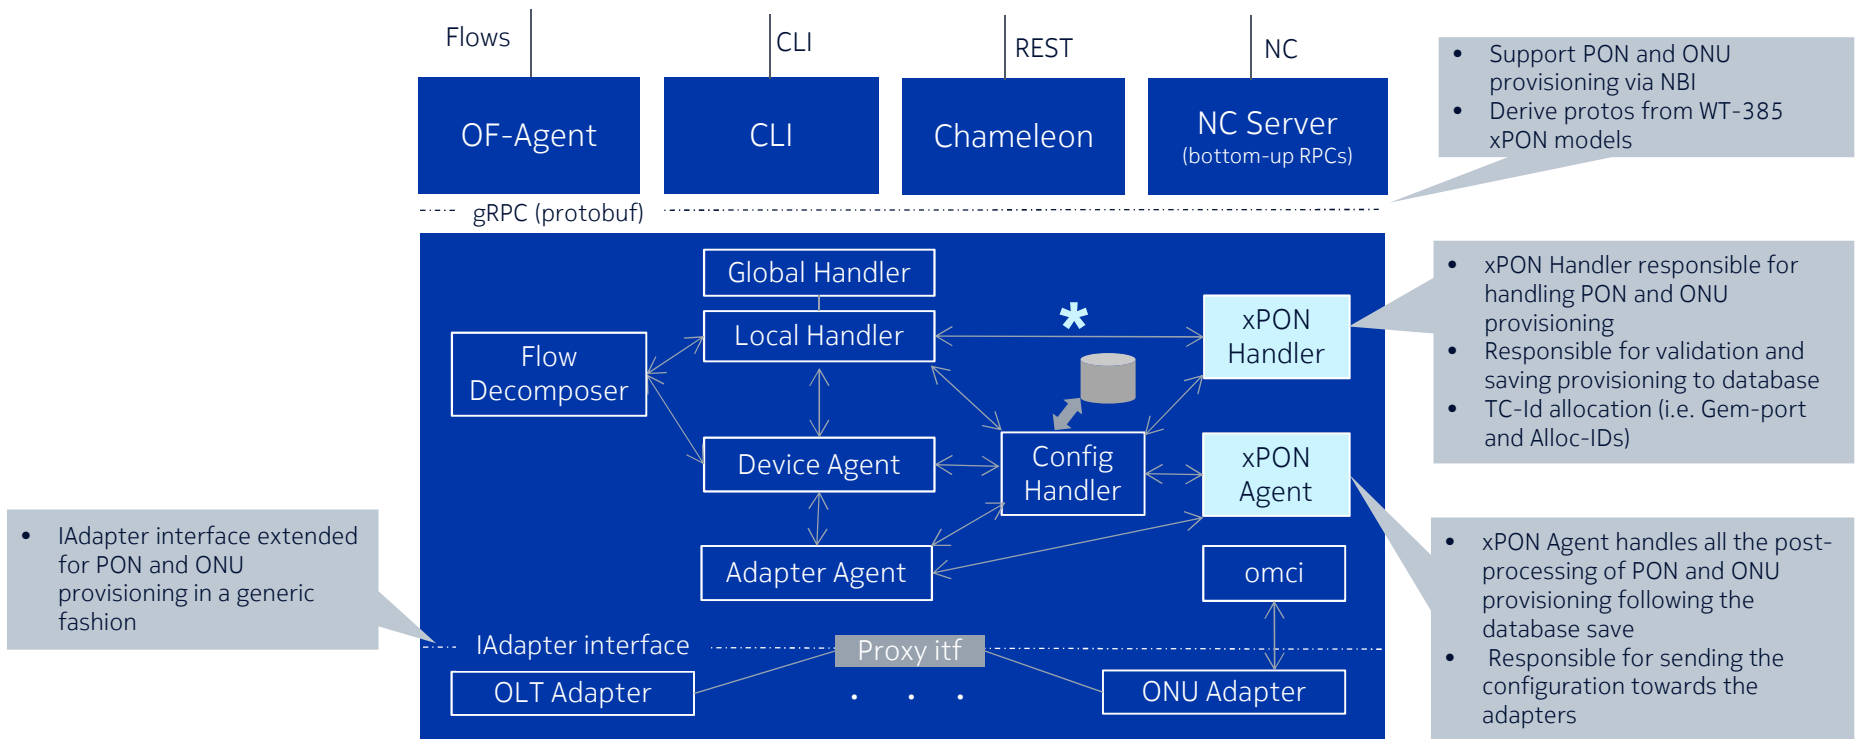 Flows
CLI
REST
NC
OF-Agent
CLI
Chameleon
NC Server
(bottom-up RPCs)
• Support PON and ONU
provisioning via NBI
• Derive protos from WT-385
xPON models
gRPC (protobuf)
Global Handler
Local Handler
*
xPON
Handler
Flow
Decomposer
Device Agent
Config
Handler
xPON
Agent
Adapter Agent
omci
• xPON Handler responsible for
handling PON and ONU
provisioning
• Responsible for validation and
saving provisioning to database
• TC-Id allocation (i.e. Gem-port
and Alloc-IDs)
• IAdapter interface extended
for PON and ONU
provisioning in a generic
fashion
• xPON Agent handles all the post-
processing of PON and ONU
provisioning following the
database save
• Responsible for sending the
configuration towards the
adapters
IAdapter interface
Proxy itf
OLT Adapter
. . .
ONU Adapter